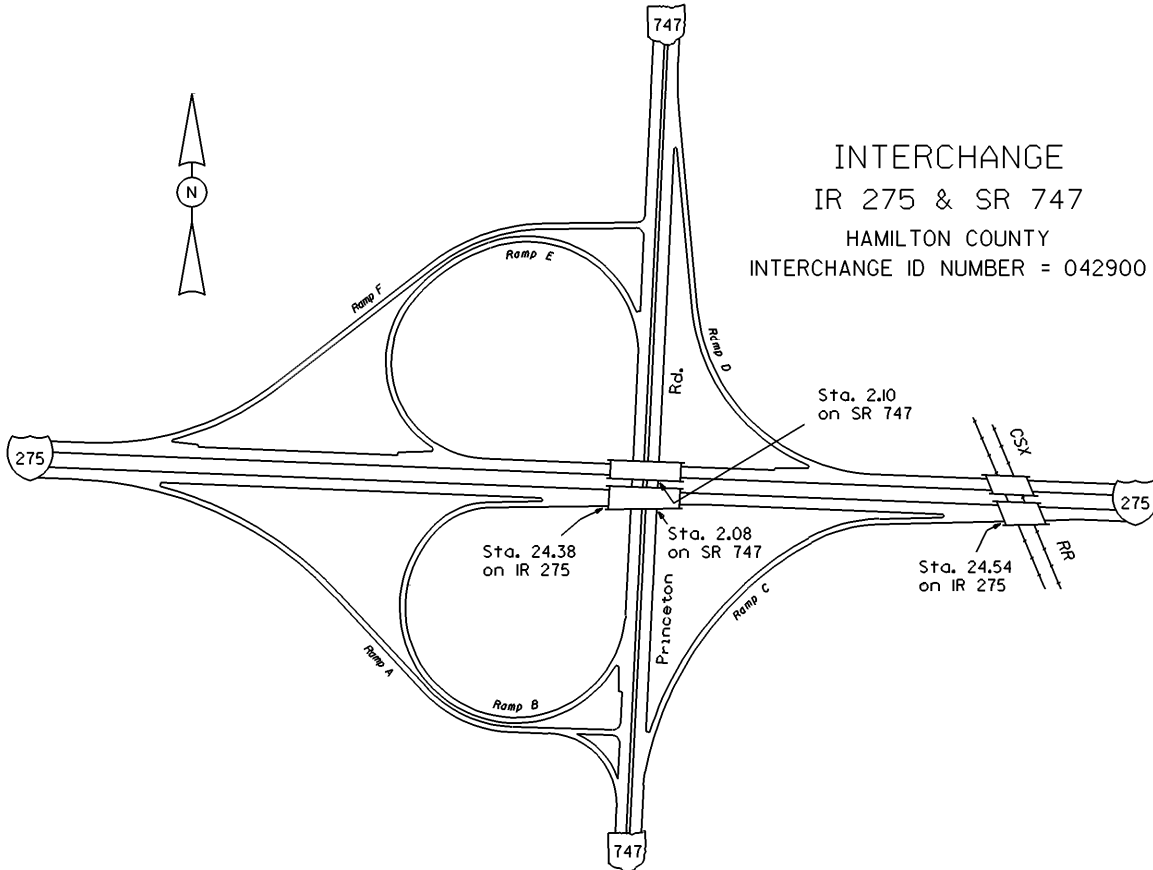 747
INTERCHANGE
IR 275 & SR 747
HAMILTON COUNTY
INTERCHANGE ID NUMBER = 042900
N
Ramp E
Ramp F
Ramp D
Rd.
Sta. 2.10
on SR 747
CSX
275
275
Sta. 24.38
on IR 275
Sta. 2.08
on SR 747
Sta. 24.54
on IR 275
RR
Princeton
Ramp C
Ramp A
Ramp B
747